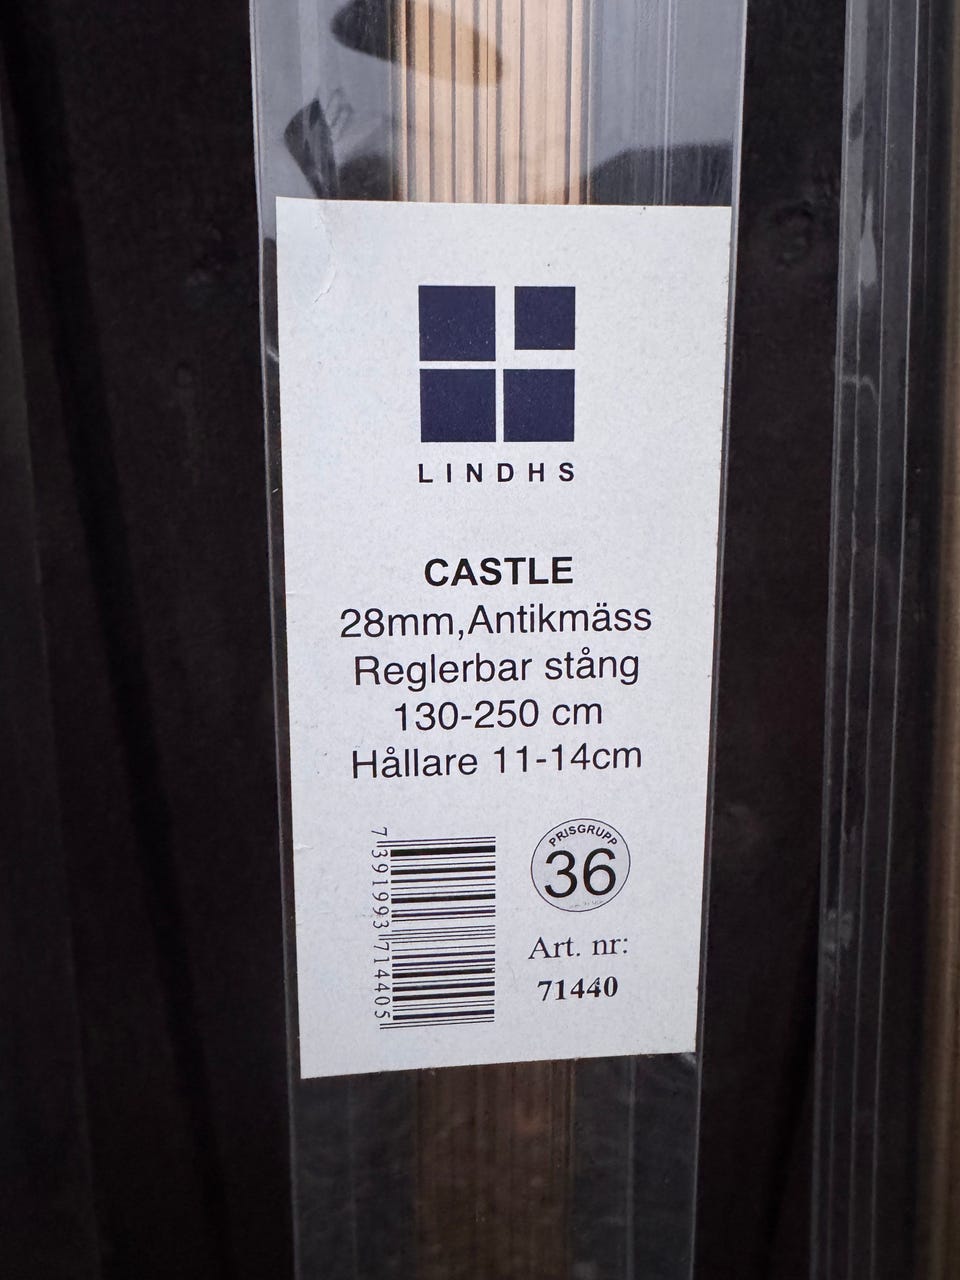 LINDHS
CASTLE
28mm,Antikmäss
Reglerbar stång
130-250 cm
Hållare 11-14cm
7391993714405
PRISGRUPP
36
Art. nr:
71440